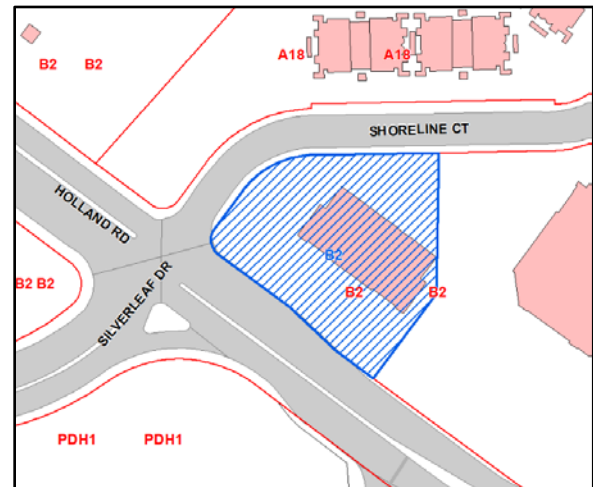 A18
A18
B2 B2
SHORELINE CT
HOLLAND RD
B2
SILVERLEAF DR
B2 B2
B2
B2
PDH1 PDH1